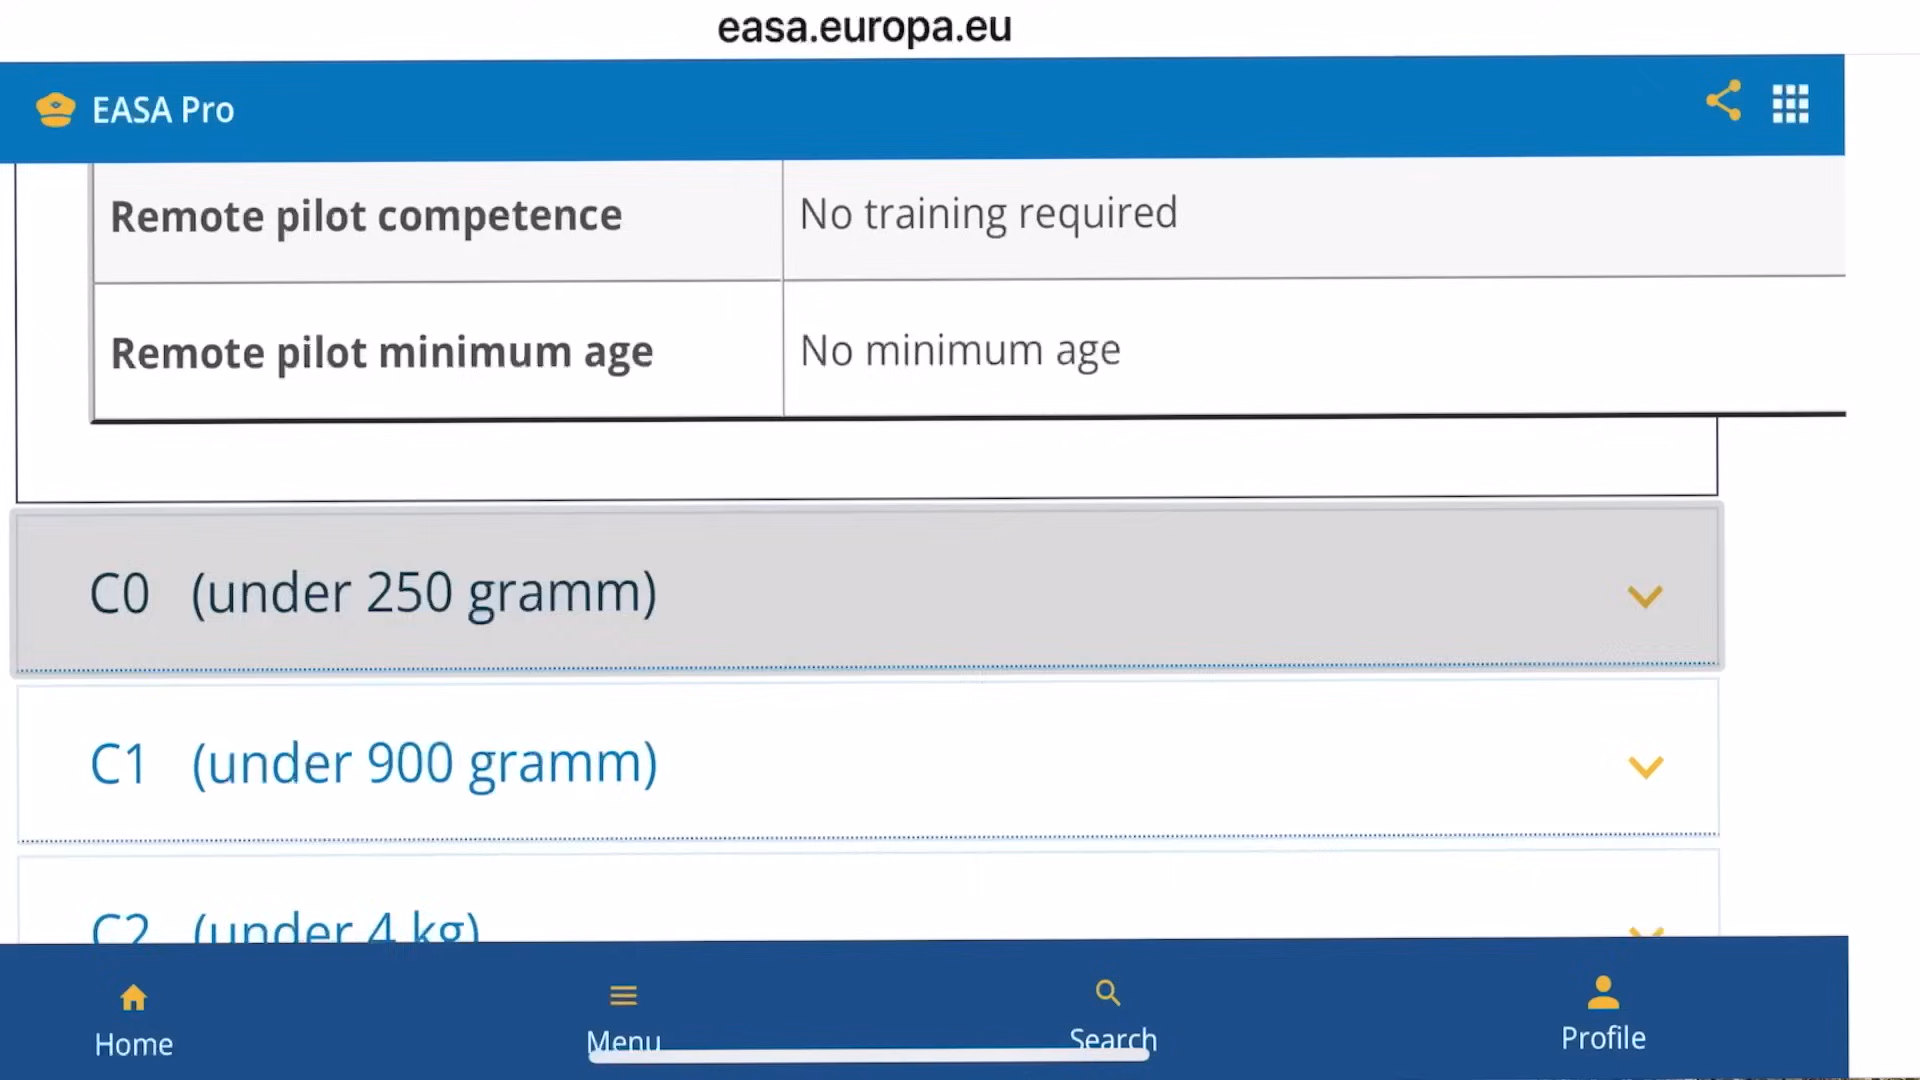 easa.europa.eu
EASA Pro
Remote pilot competence No training required
Remote pilot minimum age No minimum age
C0 (under 250 gramm)
C1 (under 900 gramm)
C2 (under 4 kg)
Home Menu Search Profile